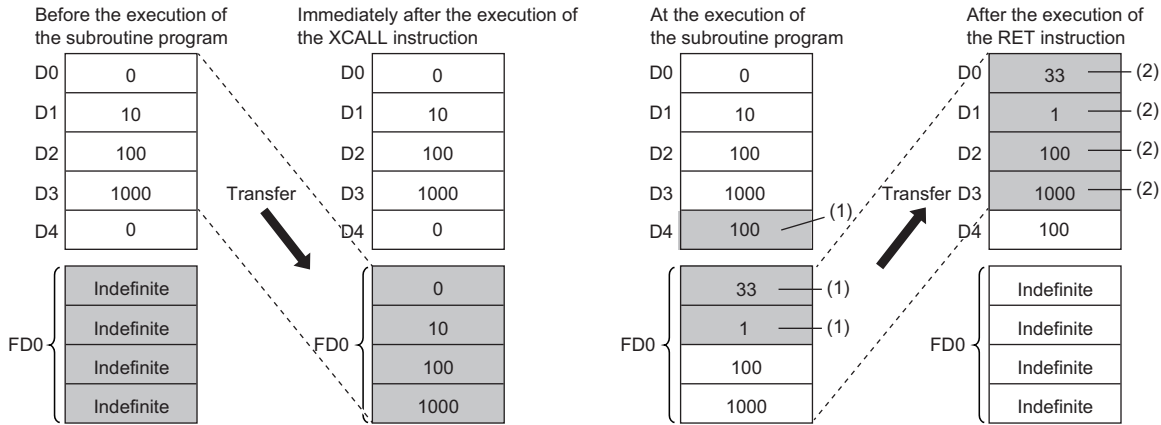 Before the execution of
the subroutine program
D0 0
D1 10
D2 100
D3 1000
D4 0
FD0
Indefinite
Indefinite
Indefinite
Indefinite
Transfer
Immediately after the execution of
the XCALL instruction
D0 0
D1 10
D2 100
D3 1000
D4 0
FD0
0
10
100
1000
At the execution of
the subroutine program
D0 0
D1 10
D2 100
D3 1000
D4 100 (1)
FD0
33 (1)
1 (1)
100
1000
Transfer
After the execution of
the RET instruction
D0 33 (2)
D1 1 (2)
D2 100 (2)
D3 1000 (2)
D4 100
FD0
Indefinite
Indefinite
Indefinite
Indefinite